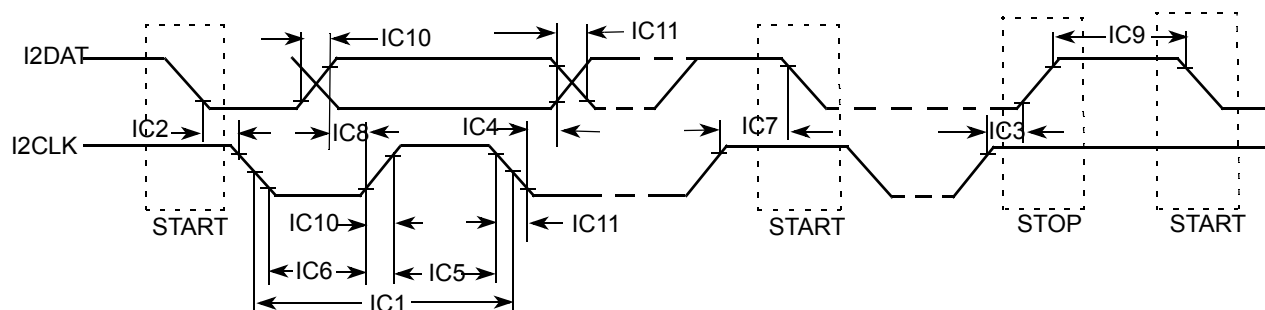 IC10
IC11
IC9
I2DAT
IC2
IC8
IC4
IC7
IC3
I2CLK
START
IC10
IC11
START
STOP
START
IC6
IC5
IC1